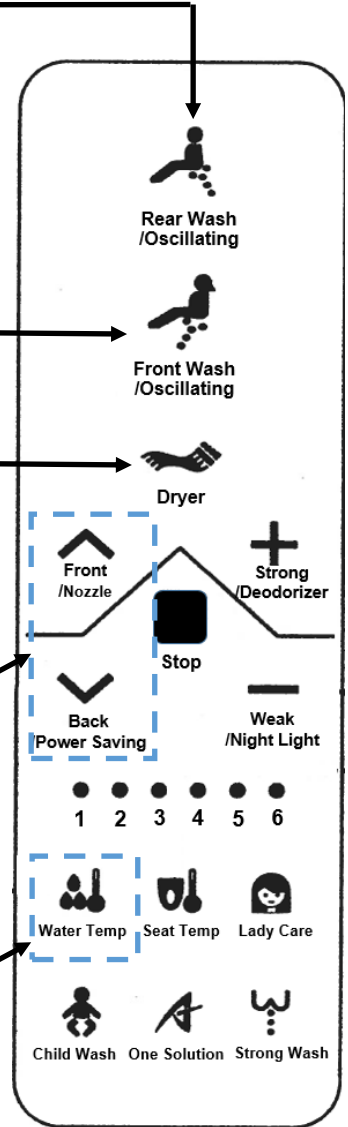 Rear Wash
/Oscillating
Front Wash
/Oscillating
Dryer
Front
/Nozzle
Strong
/Deodorizer
Stop
Back
/Power Saving
Weak
/Night Light
1 2 3 4 5 6
Water Temp Seat Temp Lady Care
Child Wash One Solution Strong Wash